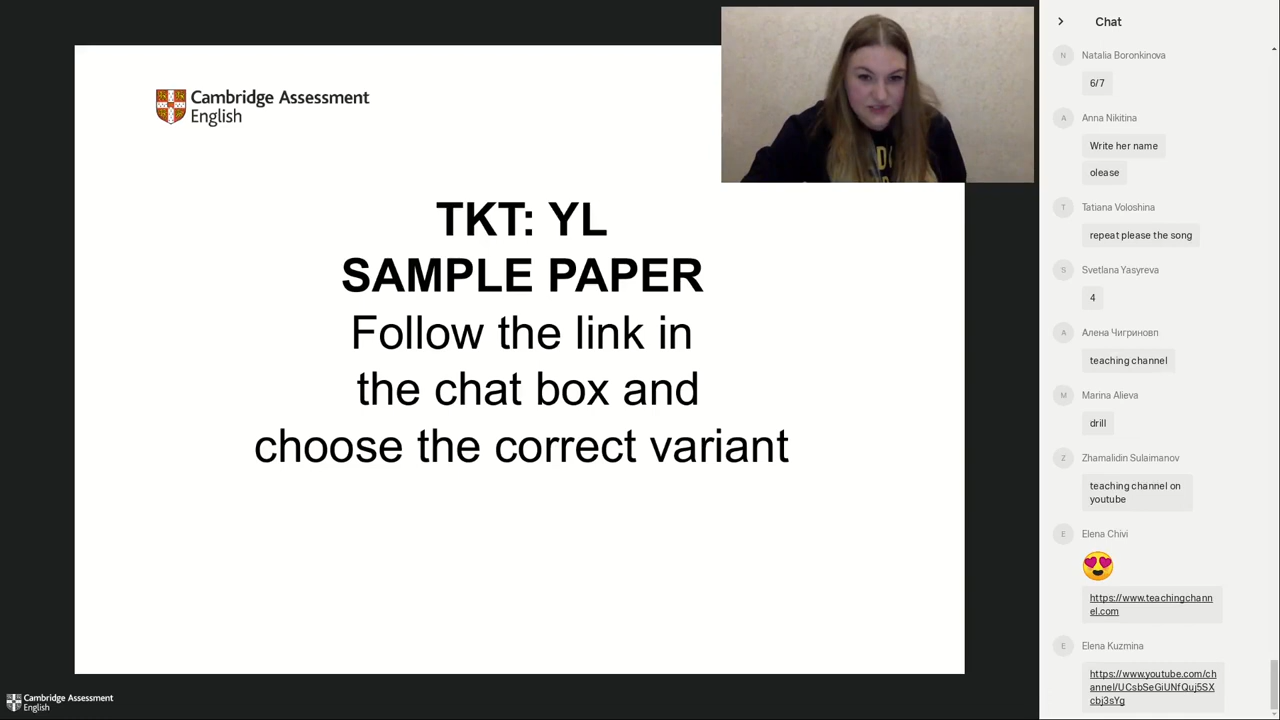 Cambridge Assessment
English
TKT: YL
SAMPLE PAPER
Follow the link in
the chat box and
choose the correct variant
Cambridge Assessment
English
Chat
N
Natalia Boronkinova
6/7
A
Anna Nikitina
Write her name
olease
T
Tatiana Voloshina
repeat please the song
S
Svetlana Yasyreva
4
А
Алена Чигриновп
teaching channel
M
Marina Alieva
drill
Z
Zhamalidin Sulaimanov
teaching channel on
youtube
E
Elena Chivi
https://www.teachingchann
el.com
E
Elena Kuzmina
https://www.youtube.com/ch
annel/UCsbSeGiUNfQuj5SX
cbj3sYg